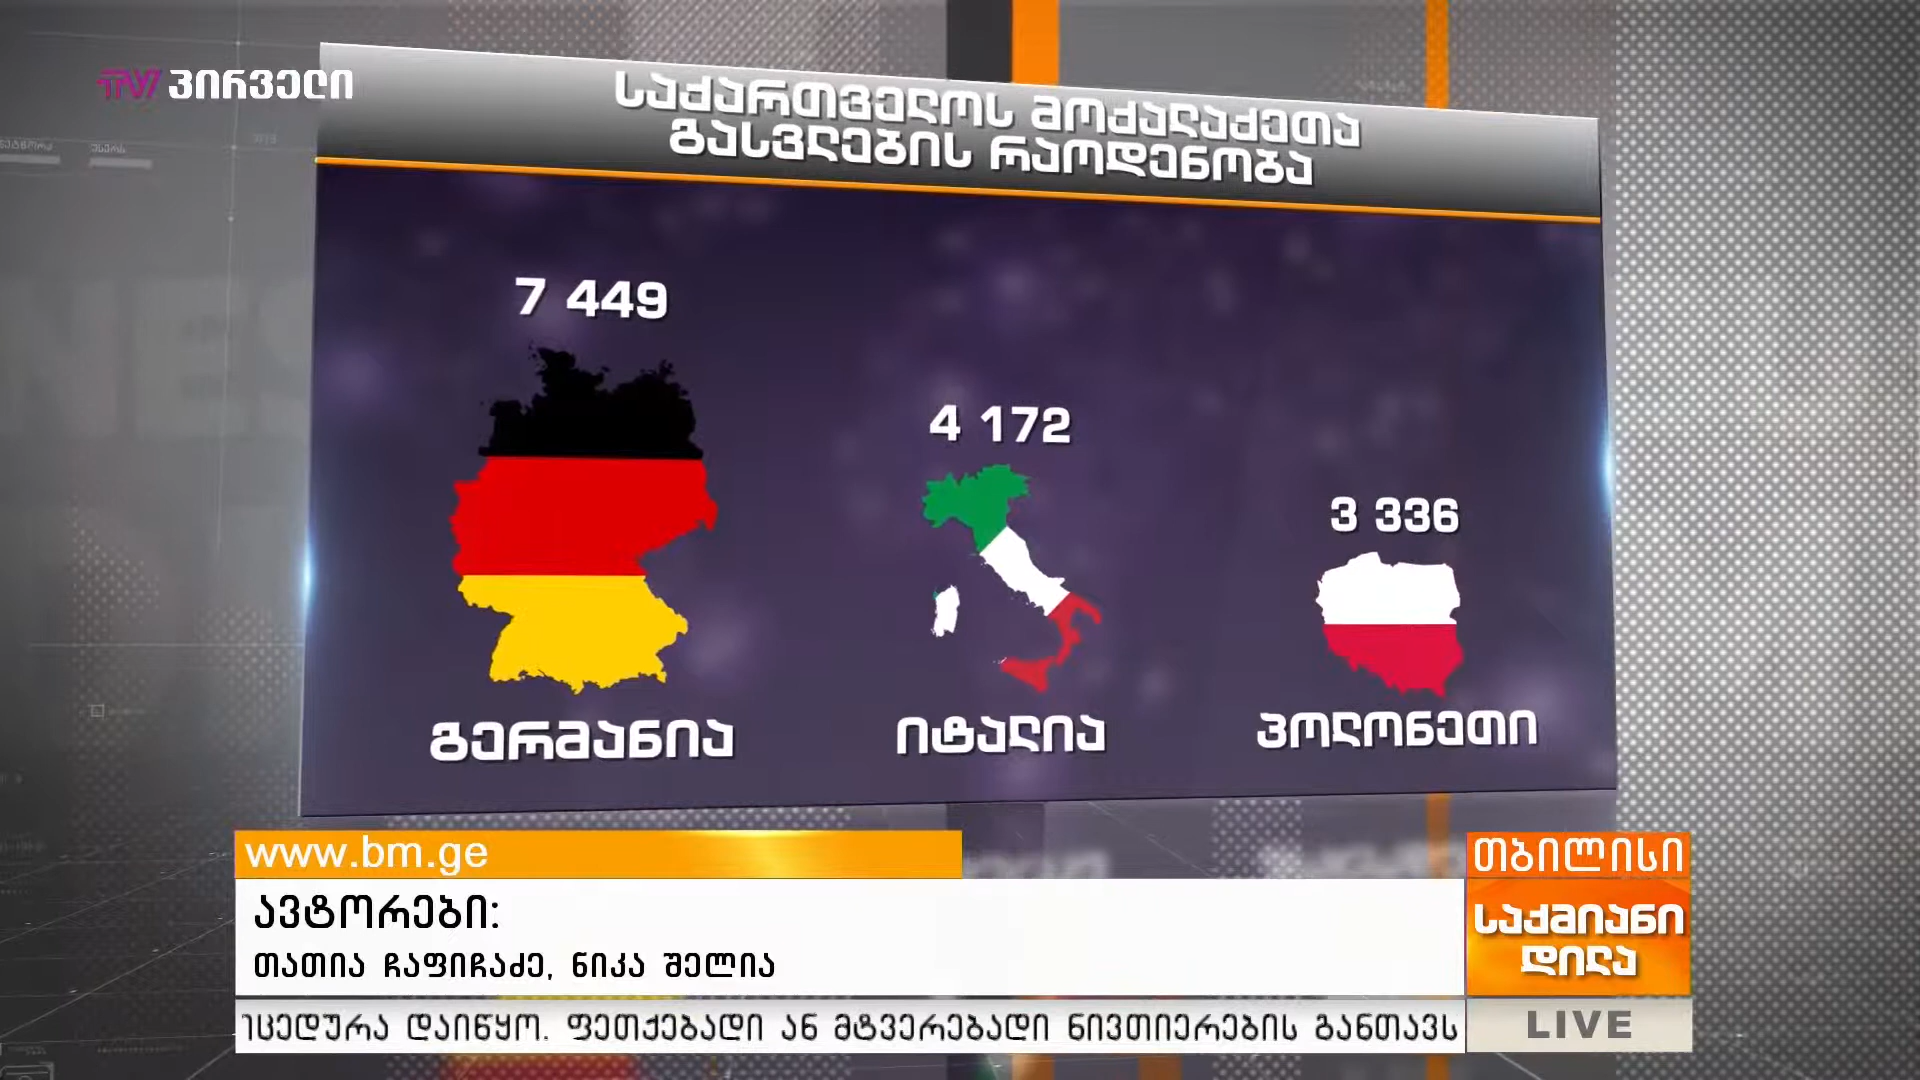 TV პირველი
საქართველოს მოქალაქეთა
გასვლების რაოდენობა
7 449
4 172
3 336
გერმანია
იტალია
პოლონეთი
www.bm.ge
თბილისი
ავტორები:
თათია ჩაფიჩაძე, ნიკა შელია
საქმიანი
დილა
დაიწყო. ფეთქებადი ან მტვერებადი ნივთიერების განთავს
LIVE